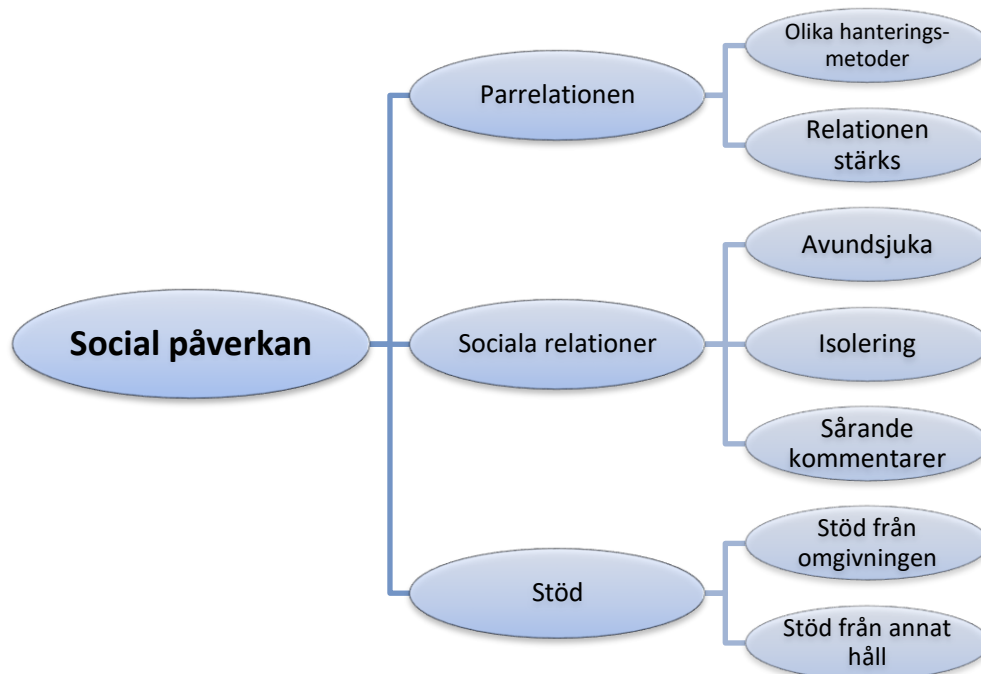 Social påverkan
Parrelationen
Olika hanterings-
metoder
Relationen
stärks
Sociala relationer
Avundsjuka
Isolering
Sårande
kommentarer
Stöd
Stöd från
omgivningen
Stöd från annat
håll